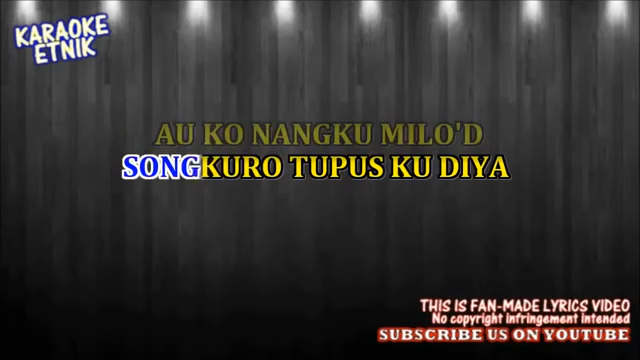 KARAOKE
ETNIK
AU KO NANGKU MILO'D
SONGKURO TUPUS KU DIYA
THIS IS FAN-MADE LYRICS VIDEO
No copyright infringement intended
SUBSCRIBE US ON YOUTUBE